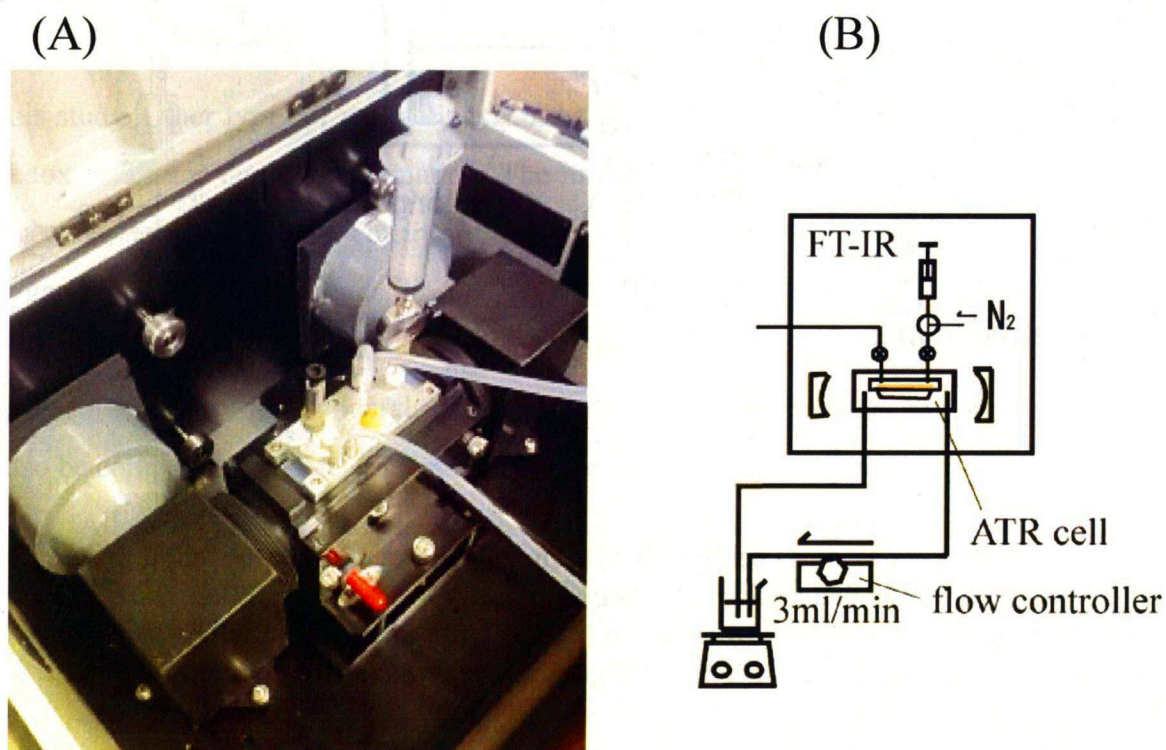 (A)
(B)
FT-IR
N₂
ATR cell
flow controller
3ml/min